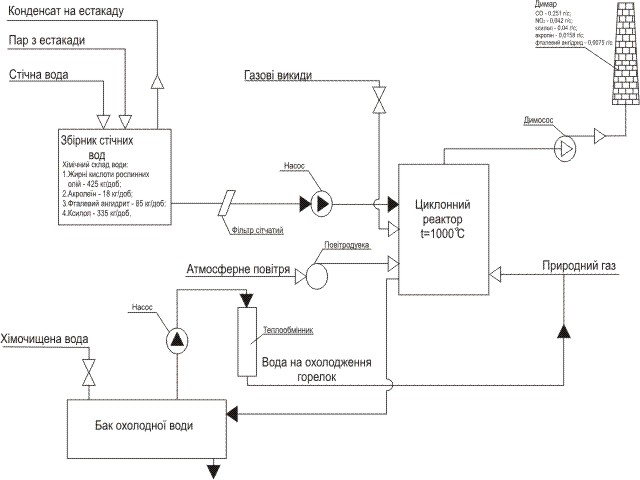 Конденсат на естакаду
Пар з естакади
Стічна вода
Збірник стічних
вод
Хімічний склад води:
1.Жирні кислоти рослинних
олій - 425 кг/доб;
2.Акролеїн - 18 кг/доб;
3.Фталевий ангидрит - 85 кг/доб;
4.Ксилол - 335 кг/доб.
Фільтр сітчатий
Газові викиди
Насос
Циклонний
реактор
t=1000°C
Димосос
Димар
CO - 0,251 г/с;
NO₂ - 0,042 г/с;
ксилол - 0,04 г/с;
акролін - 0,0158 г/с;
фталевий ангідрид - 0,0075 г/с
Повітродувка
Атмосферне повітря
Природний газ
Насос
Теплообмінник
Хімочищена вода
Вода на охолодження
горелок
Бак охолодної води